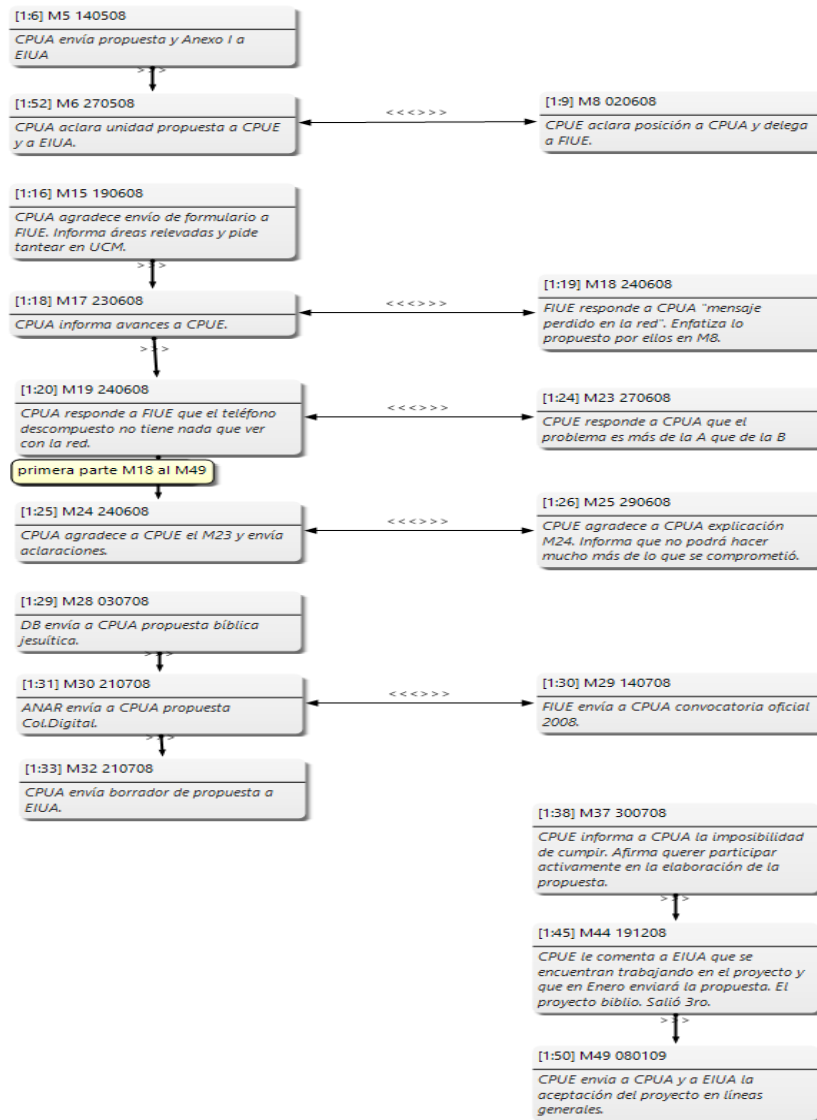 [1:6] M5 140508
CPUA envía propuesta y Anexo I a
EIUA
>>>
[1:52] M6 270508
CPUA aclara unidad propuesta a CPUE
y a EIUA.
<<<>>>
[1:9] M8 020608
CPUE aclara posición a CPUA y delega
a FIUE.
[1:16] M15 190608
CPUA agradece envío de formulario a
FIUE. Informa áreas relevadas y pide
tantear en UCM.
>>>
[1:18] M17 230608
CPUA informa avances a CPUE.
<<<>>>
[1:19] M18 240608
FIUE responde a CPUA "mensaje
perdido en la red". Enfatiza lo
propuesto por ellos en M8.
>>>
[1:20] M19 240608
CPUA responde a FIUE que el teléfono
descompuesto no tiene nada que ver
con la red.
<<<>>>
[1:24] M23 270608
CPUE responde a CPUA que el
problema es más de la A que de la B
primera parte M18 al M49
[1:25] M24 240608
CPUA agradece a CPUE el M23 y envía
aclaraciones.
<<<>>>
[1:26] M25 290608
CPUE agradece a CPUA explicación
M24. Informa que no podrá hacer
mucho más de lo que se comprometió.
[1:29] M28 030708
DB envía a CPUA propuesta bíblica
jesuítica.
>>>
[1:31] M30 210708
ANAR envía a CPUA propuesta
Col.Digital.
<<<>>>
[1:30] M29 140708
FIUE envía a CPUA convocatoria oficial
2008.
>>>
[1:33] M32 210708
CPUA envía borrador de propuesta a
EIUA.
[1:38] M37 300708
CPUE informa a CPUA la imposibilidad
de cumpir. Afirma querer participar
activamente en la elaboración de la
propuesta.
>>>
[1:45] M44 191208
CPUE le comenta a EIUA que se
encuentran trabajando en el proyecto y
que en Enero enviará la propuesta. El
proyecto biblio. Salió 3ro.
>>>
[1:50] M49 080109
CPUE envia a CPUA y a EIUA la
aceptación del proyecto en líneas
generales.